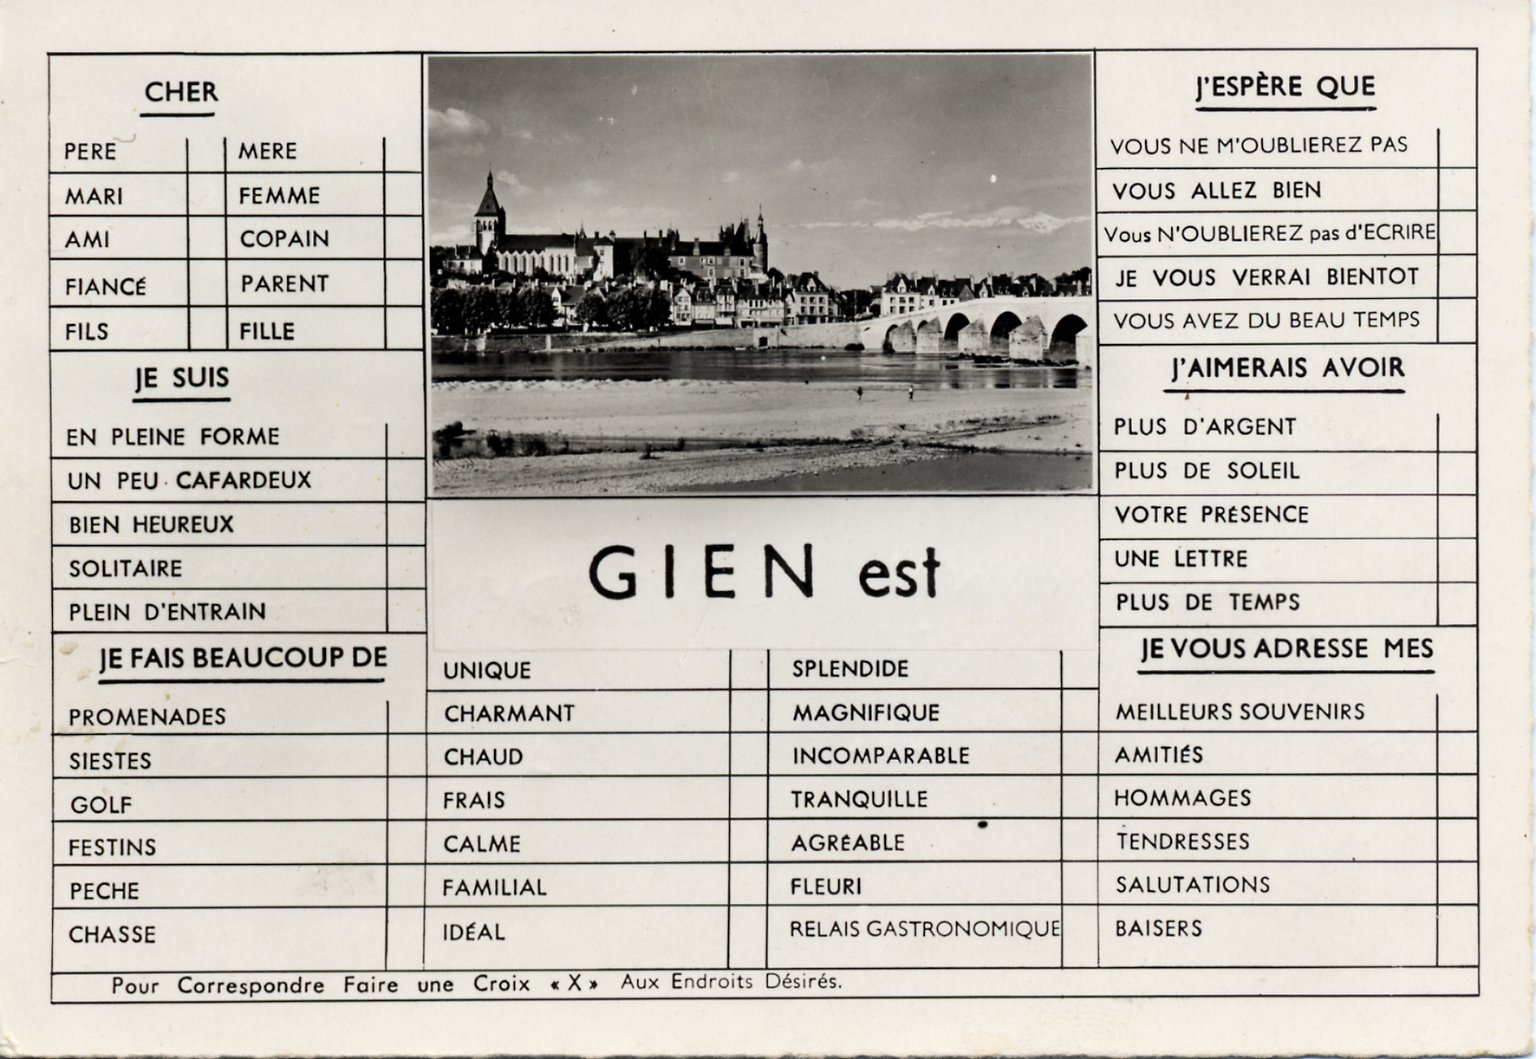 CHER
PERE MERE
MARI FEMME
AMI COPAIN
FIANCÉ PARENT
FILS FILLE
JE SUIS
EN PLEINE FORME
UN PEU CAFARDEUX
BIEN HEUREUX
SOLITAIRE
PLEIN D'ENTRAIN
JE FAIS BEAUCOUP DE
PROMENADES
SIESTES
GOLF
FESTINS
PECHE
CHASSE
GIEN est
UNIQUE SPLENDIDE
CHARMANT MAGNIFIQUE
CHAUD INCOMPARABLE
FRAIS TRANQUILLE
CALME AGRÉABLE
FAMILIAL FLEURI
IDÉAL RELAIS GASTRONOMIQUE
J'ESPÈRE QUE
VOUS NE M'OUBLIEREZ PAS
VOUS ALLEZ BIEN
Vous N'OUBLIEREZ pas d'ECRIRE
JE VOUS VERRAI BIENTOT
VOUS AVEZ DU BEAU TEMPS
J'AIMERAIS AVOIR
PLUS D'ARGENT
PLUS DE SOLEIL
VOTRE PRÉSENCE
UNE LETTRE
PLUS DE TEMPS
JE VOUS ADRESSE MES
MEILLEURS SOUVENIRS
AMITIÉS
HOMMAGES
TENDRESSES
SALUTATIONS
BAISERS
Pour Correspondre Faire une Croix «X» Aux Endroits Désirés.